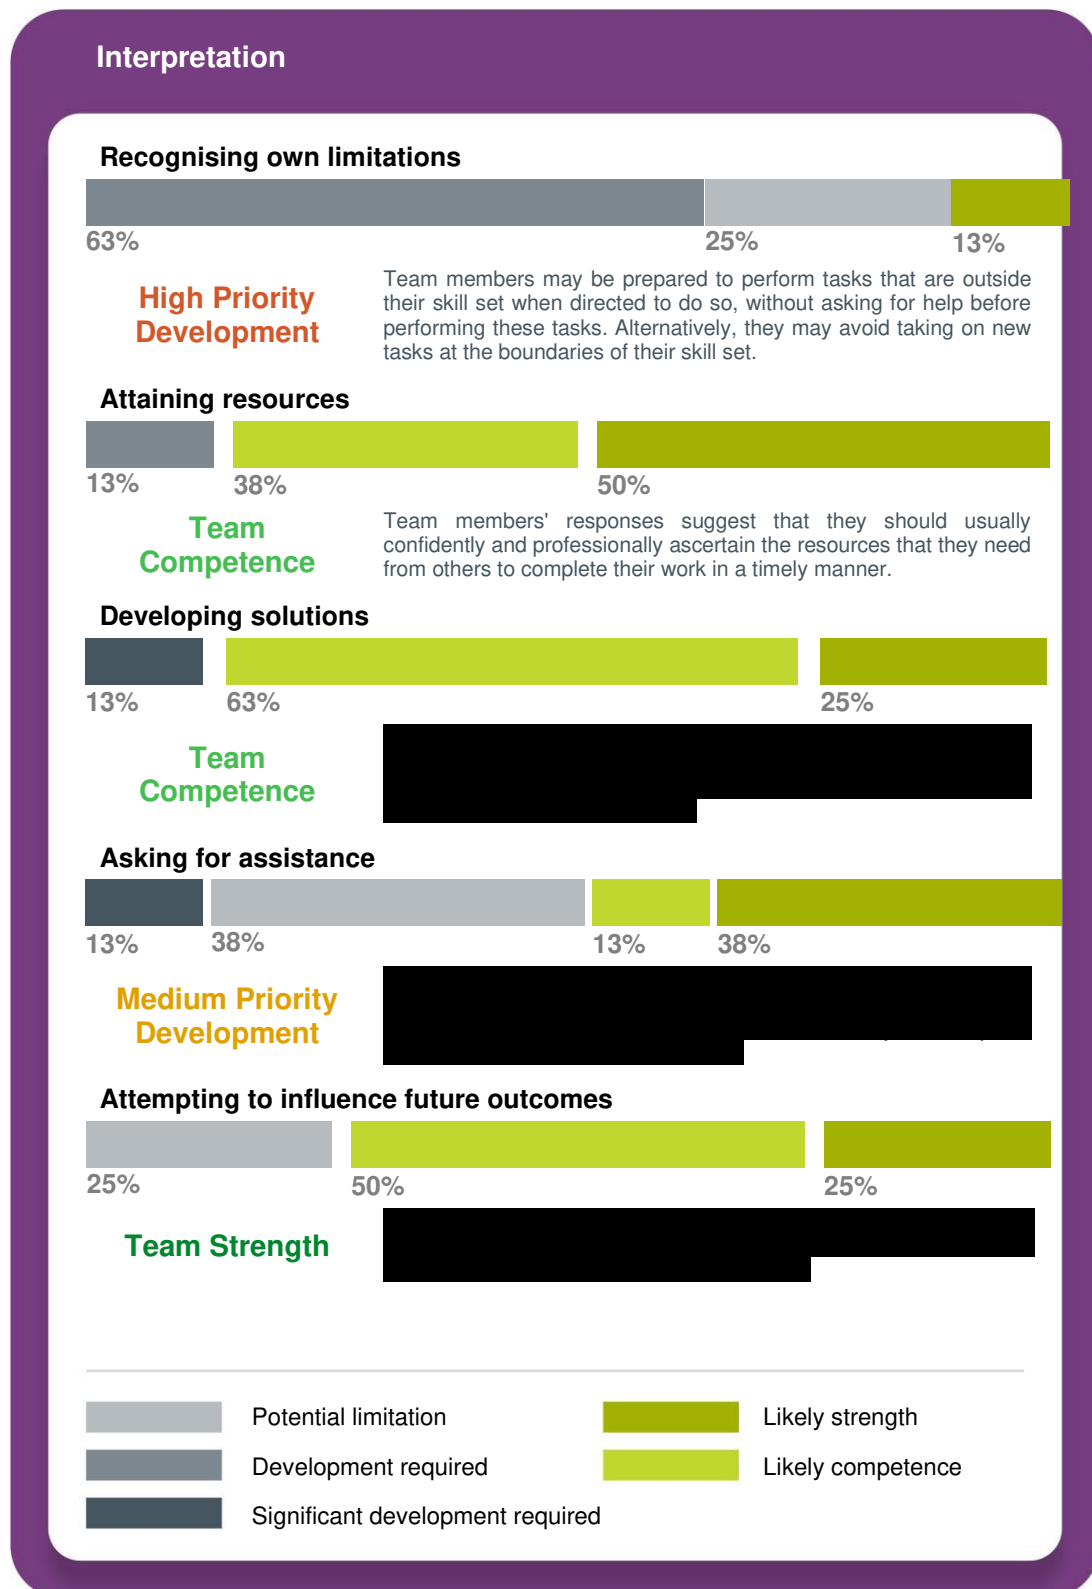 Interpretation
Recognising own limitations
63%
25%
13%
High Priority
Development
Team members may be prepared to perform tasks that are outside
their skill set when directed to do so, without asking for help before
performing these tasks. Alternatively, they may avoid taking on new
tasks at the boundaries of their skill set.
Attaining resources
13%
38%
50%
Team
Competence
Team members' responses suggest that they should usually
confidently and professionally ascertain the resources that they need
from others to complete their work in a timely manner.
Developing solutions
13%
63%
25%
Team
Competence
Asking for assistance
13%
38%
13%
38%
Medium Priority
Development
Attempting to influence future outcomes
25%
50%
25%
Team Strength
Potential limitation
Likely strength
Development required
Likely competence
Significant development required